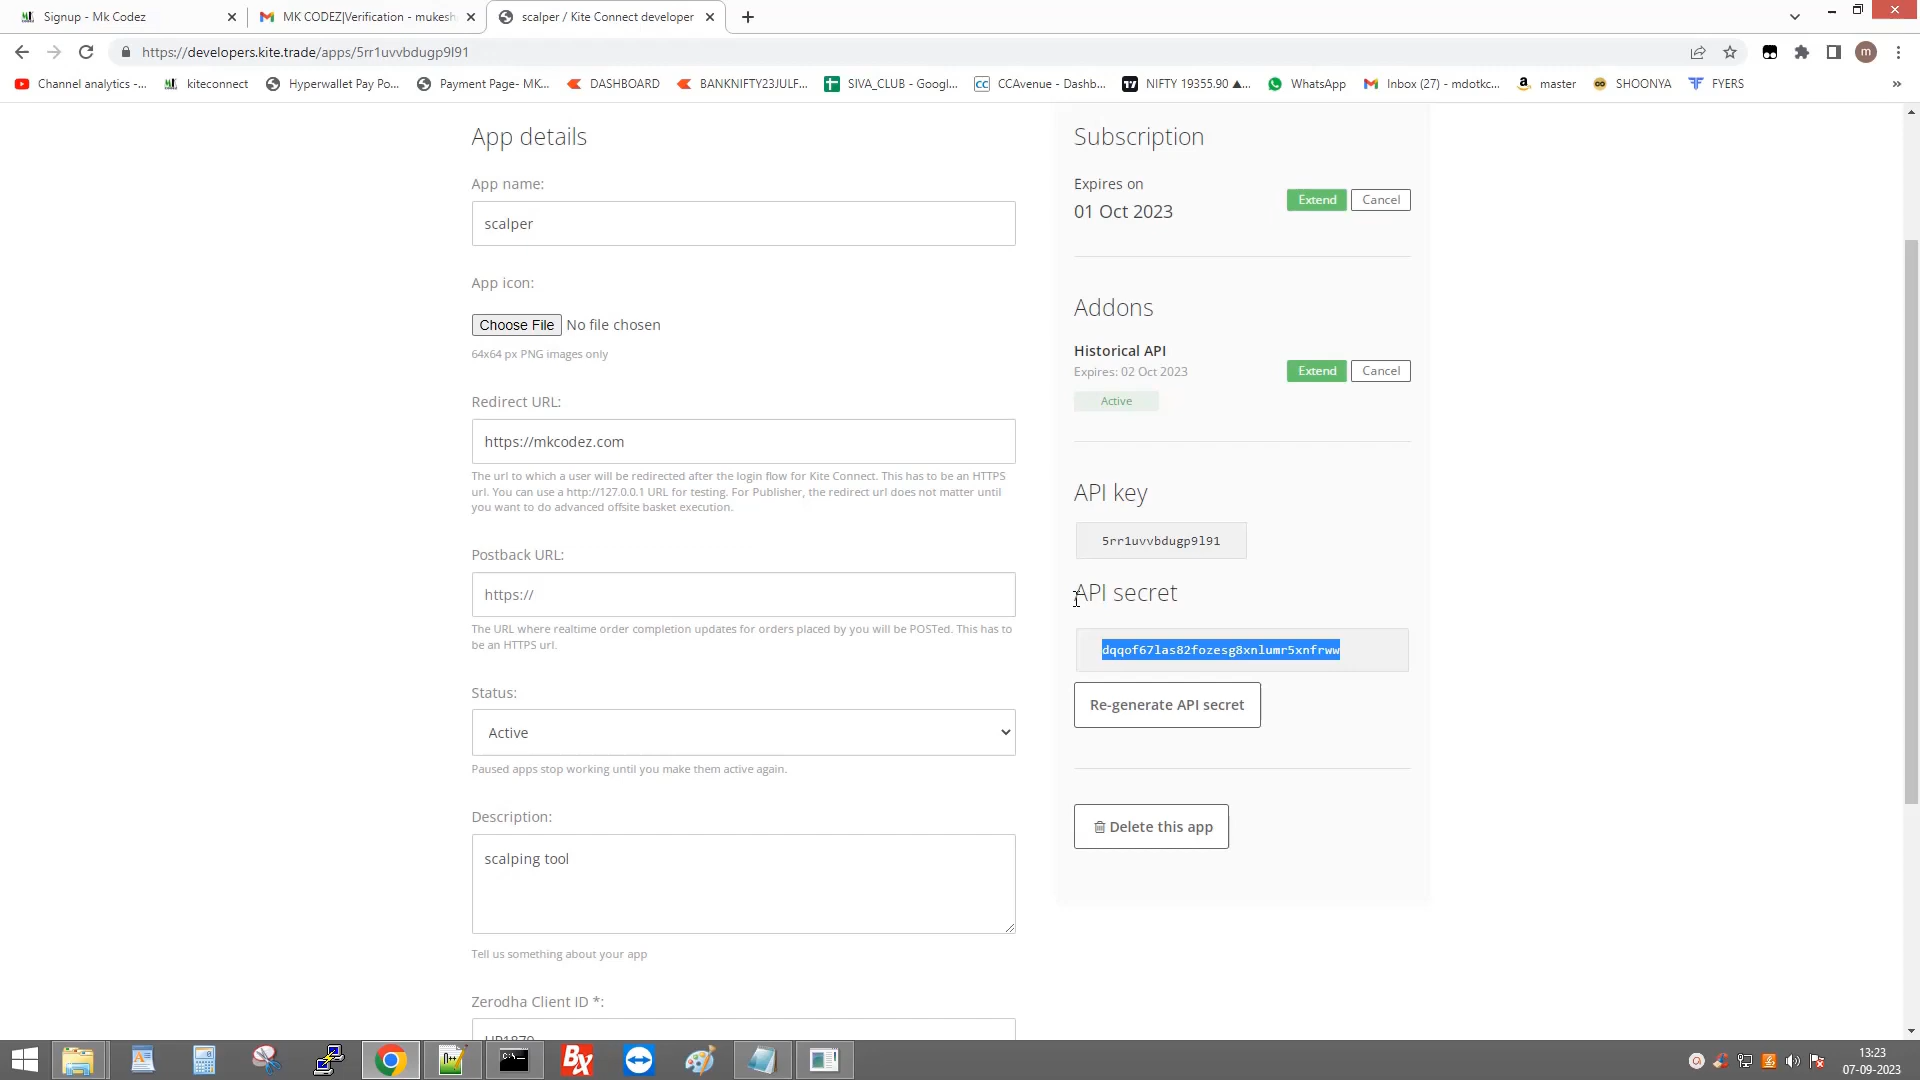 Signup - Mk Codez
MK CODEZ|Verification - mukesh
scalper / Kite Connect developer
https://developers.kite.trade/apps/5rr1uvvbdugp9l91
m
Channel analytics -...
kiteconnect
Hyperwallet Pay Po...
Payment Page- MK...
DASHBOARD
BANKNIFTY23JULF...
SIVA_CLUB - Googl...
CCAvenue - Dashb...
NIFTY 19355.90 ▲...
WhatsApp
Inbox (27) - mdotkc...
master
SHOONYA
FYERS
»
App details
App name:
scalper
App icon:
Choose File No file chosen
64x64 px PNG images only
Redirect URL:
https://mkcodez.com
The url to which a user will be redirected after the login flow for Kite Connect. This has to be an HTTPS
url. You can use a http://127.0.0.1 URL for testing. For Publisher, the redirect url does not matter until
you want to do advanced offsite basket execution.
Postback URL:
https://
The URL where realtime order completion updates for orders placed by you will be POSTed. This has to
be an HTTPS url.
Status:
Active
Paused apps stop working until you make them active again.
Description:
scalping tool
Tell us something about your app
Zerodha Client ID *:
Subscription
Expires on
01 Oct 2023
Extend
Cancel
Addons
Historical API
Expires: 02 Oct 2023
Extend
Cancel
Active
API key
5rr1uvvbdugp9l91
API secret
dqqof67las82fozesg8xnlumr5xnfrww
Re-generate API secret
Delete this app
13:23
07-09-2023